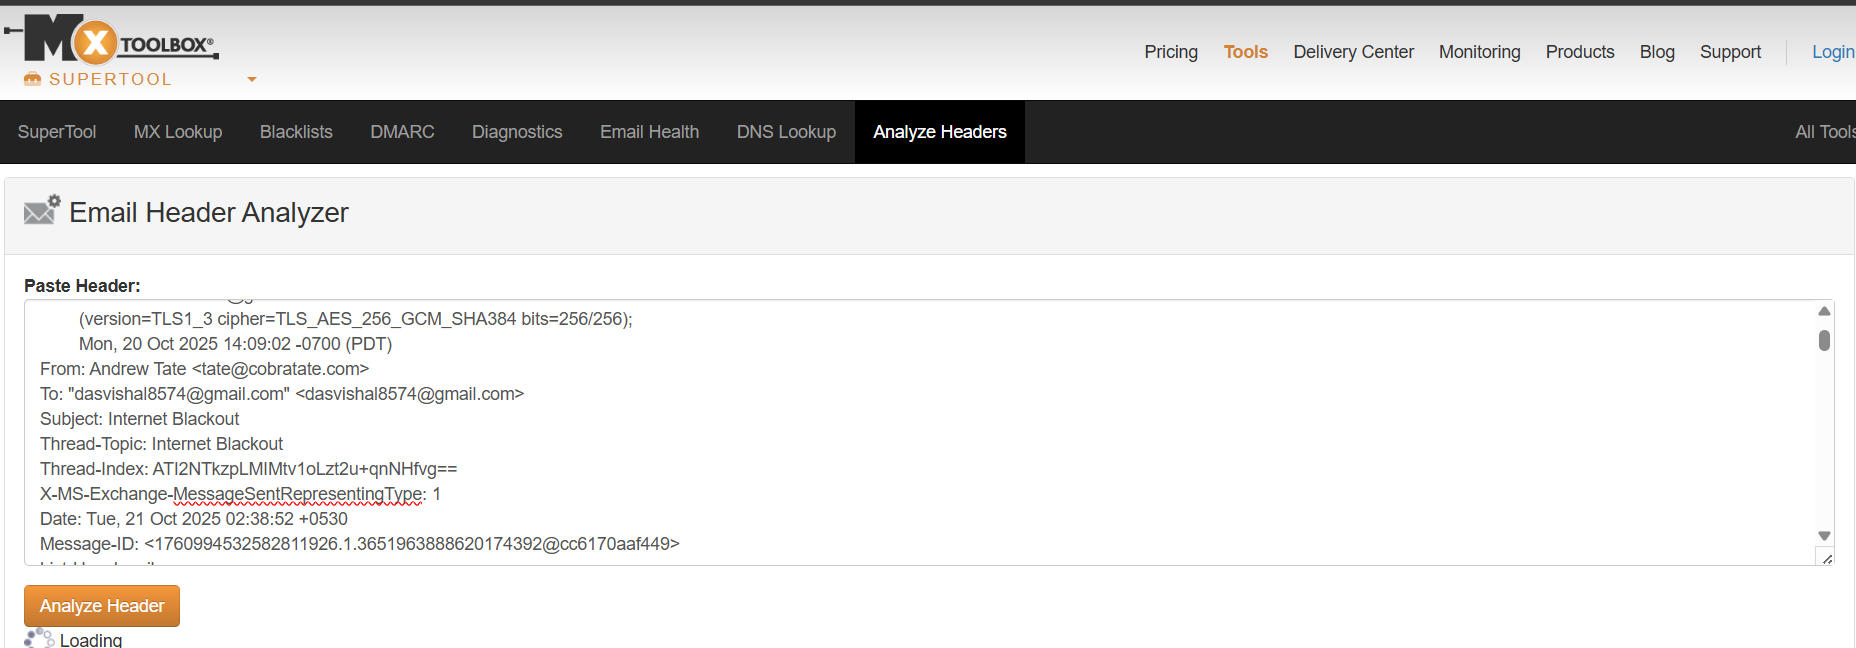 MX TOOLBOX®
SUPERTOOL
Pricing Tools Delivery Center Monitoring Products Blog Support Login
SuperTool MX Lookup Blacklists DMARC Diagnostics Email Health DNS Lookup Analyze Headers All Tools
Email Header Analyzer
Paste Header:
(version=TLS1_3 cipher=TLS_AES_256_GCM_SHA384 bits=256/256);
Mon, 20 Oct 2025 14:09:02 -0700 (PDT)
From: Andrew Tate <tate@cobratate.com>
To: "dasvishal8574@gmail.com" <dasvishal8574@gmail.com>
Subject: Internet Blackout
Thread-Topic: Internet Blackout
Thread-Index: ATI2NTkzpLMIMtv1oLzt2u+qnNHfvg==
X-MS-Exchange-MessageSentRepresentingType: 1
Date: Tue, 21 Oct 2025 02:38:52 +0530
Message-ID: <1760994532582811926.1.3651963888620174392@cc6170aaf449>
Analyze Header
Loading